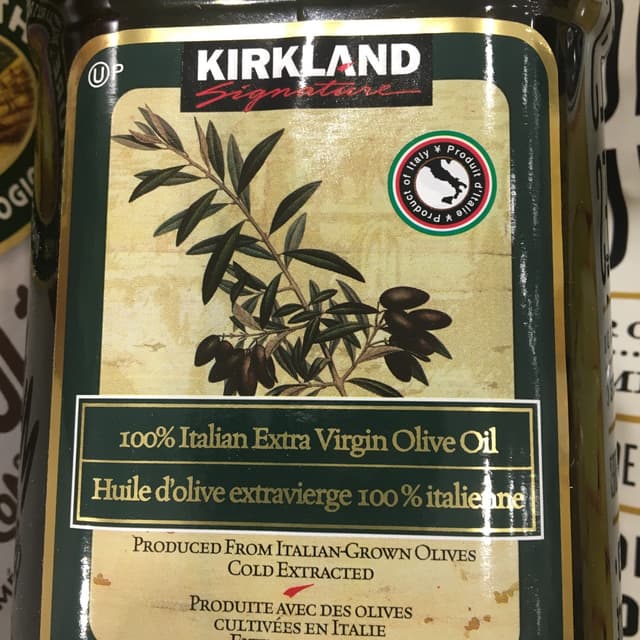 Ⓤ P
KIRKLAND
Signature
Product of Italy ¥ Produit d'Italie ¥
100% Italian Extra Virgin Olive Oil
Huile d'olive extravierge 100 % italienne
PRODUCED FROM ITALIAN-GROWN OLIVES
COLD EXTRACTED
PRODUITE AVEC DES OLIVES
CULTIVÉES EN ITALIE